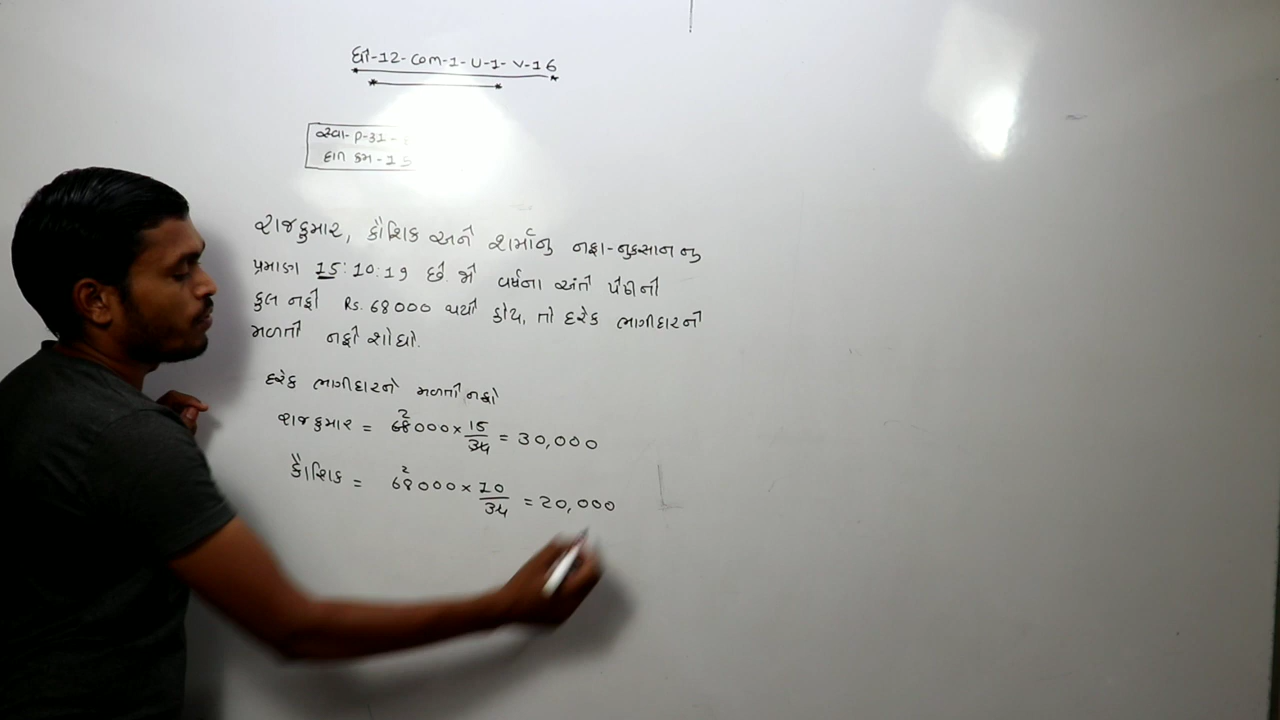 ધો-12-com-1-U-1-V-16
સ્વા-P-31-
દાખ ક્રમ-15
રાજકુમાર, કૌશિક અને શર્માનુ નફા-નુકસાન નુ
પ્રમાણ 15:10:19 છે. જો વર્ષના અંતે પેઢીની
કુલ નફો Rs. 68000 થયો હોય, તો દરેક ભાગીદારને
મળતો નફો શોધો.
દરેક ભાગીદારને મળતો નફો
રાજકુમાર = 68000 × 15/34 = 30,000
કૌશિક = 68000 × 10/34 = 20,000